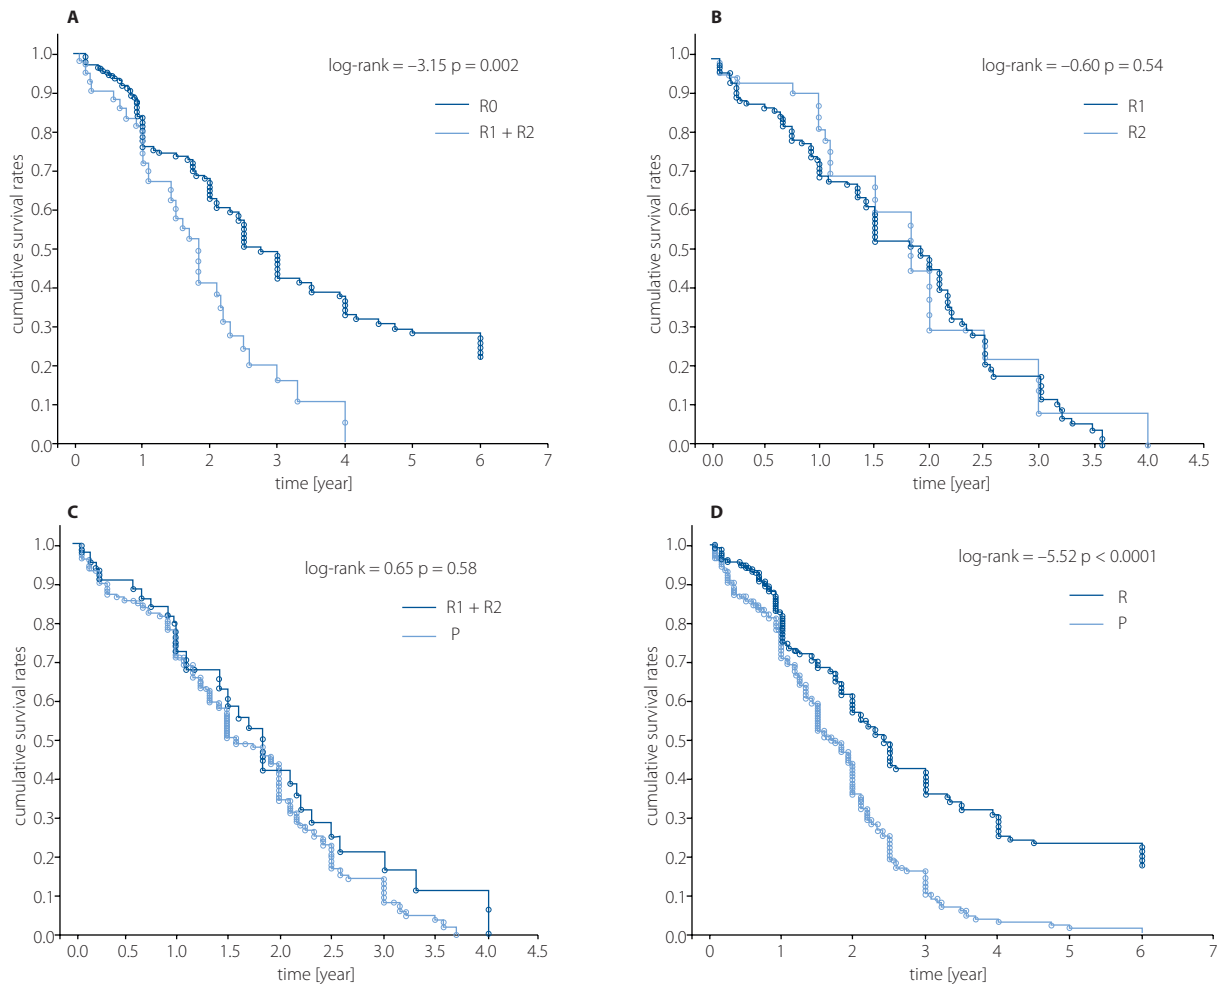 A
log-rank = –3.15 p = 0.002
R0
R1 + R2
cumulative survival rates
1.0
0.9
0.8
0.7
0.6
0.5
0.4
0.3
0.2
0.1
0.0
0 1 2 3 4 5 6 7
time [year]
B
log-rank = –0.60 p = 0.54
R1
R2
cumulative survival rates
1.0
0.9
0.8
0.7
0.6
0.5
0.4
0.3
0.2
0.1
0.0
0.0 0.5 1.0 1.5 2.0 2.5 3.0 3.5 4.0 4.5
time [year]
C
log-rank = 0.65 p = 0.58
R1 + R2
P
cumulative survival rates
1.0
0.9
0.8
0.7
0.6
0.5
0.4
0.3
0.2
0.1
0.0
0.0 0.5 1.0 1.5 2.0 2.5 3.0 3.5 4.0 4.5
time [year]
D
log-rank = –5.52 p < 0.0001
R
P
cumulative survival rates
1.0
0.9
0.8
0.7
0.6
0.5
0.4
0.3
0.2
0.1
0.0
0 1 2 3 4 5 6 7
time [year]